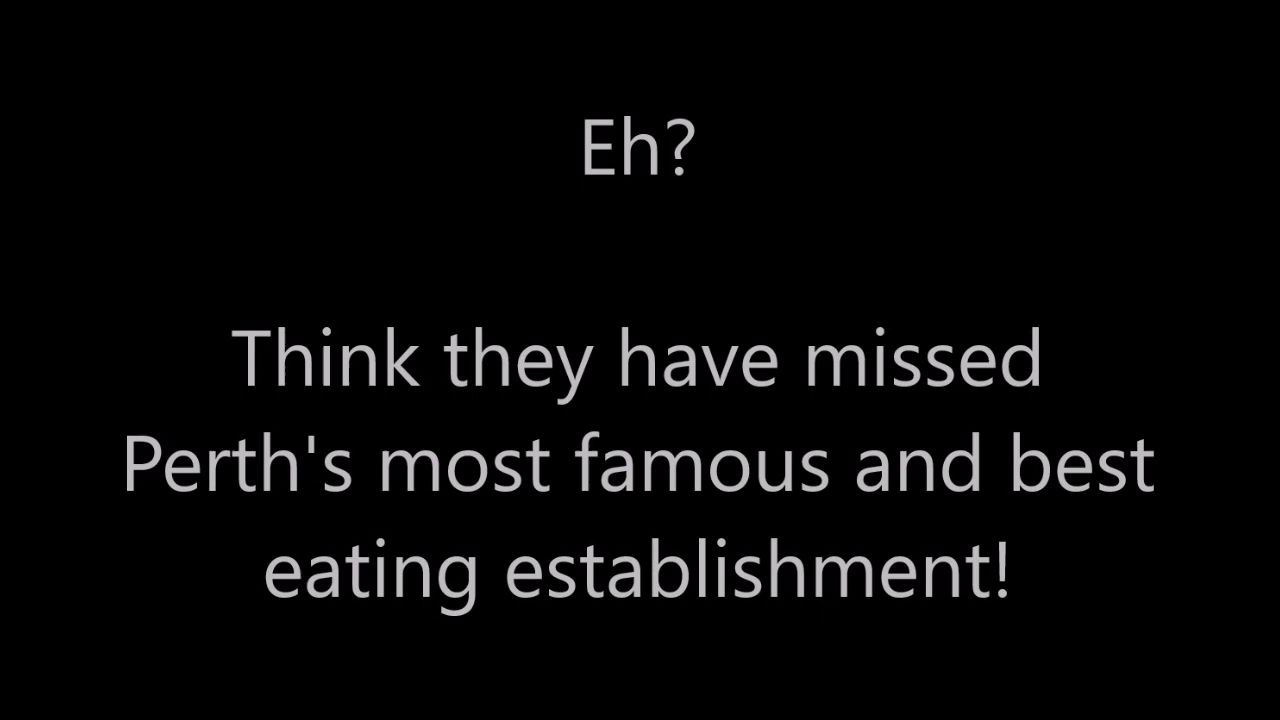 Eh?
Think they have missed
Perth's most famous and best
eating establishment!